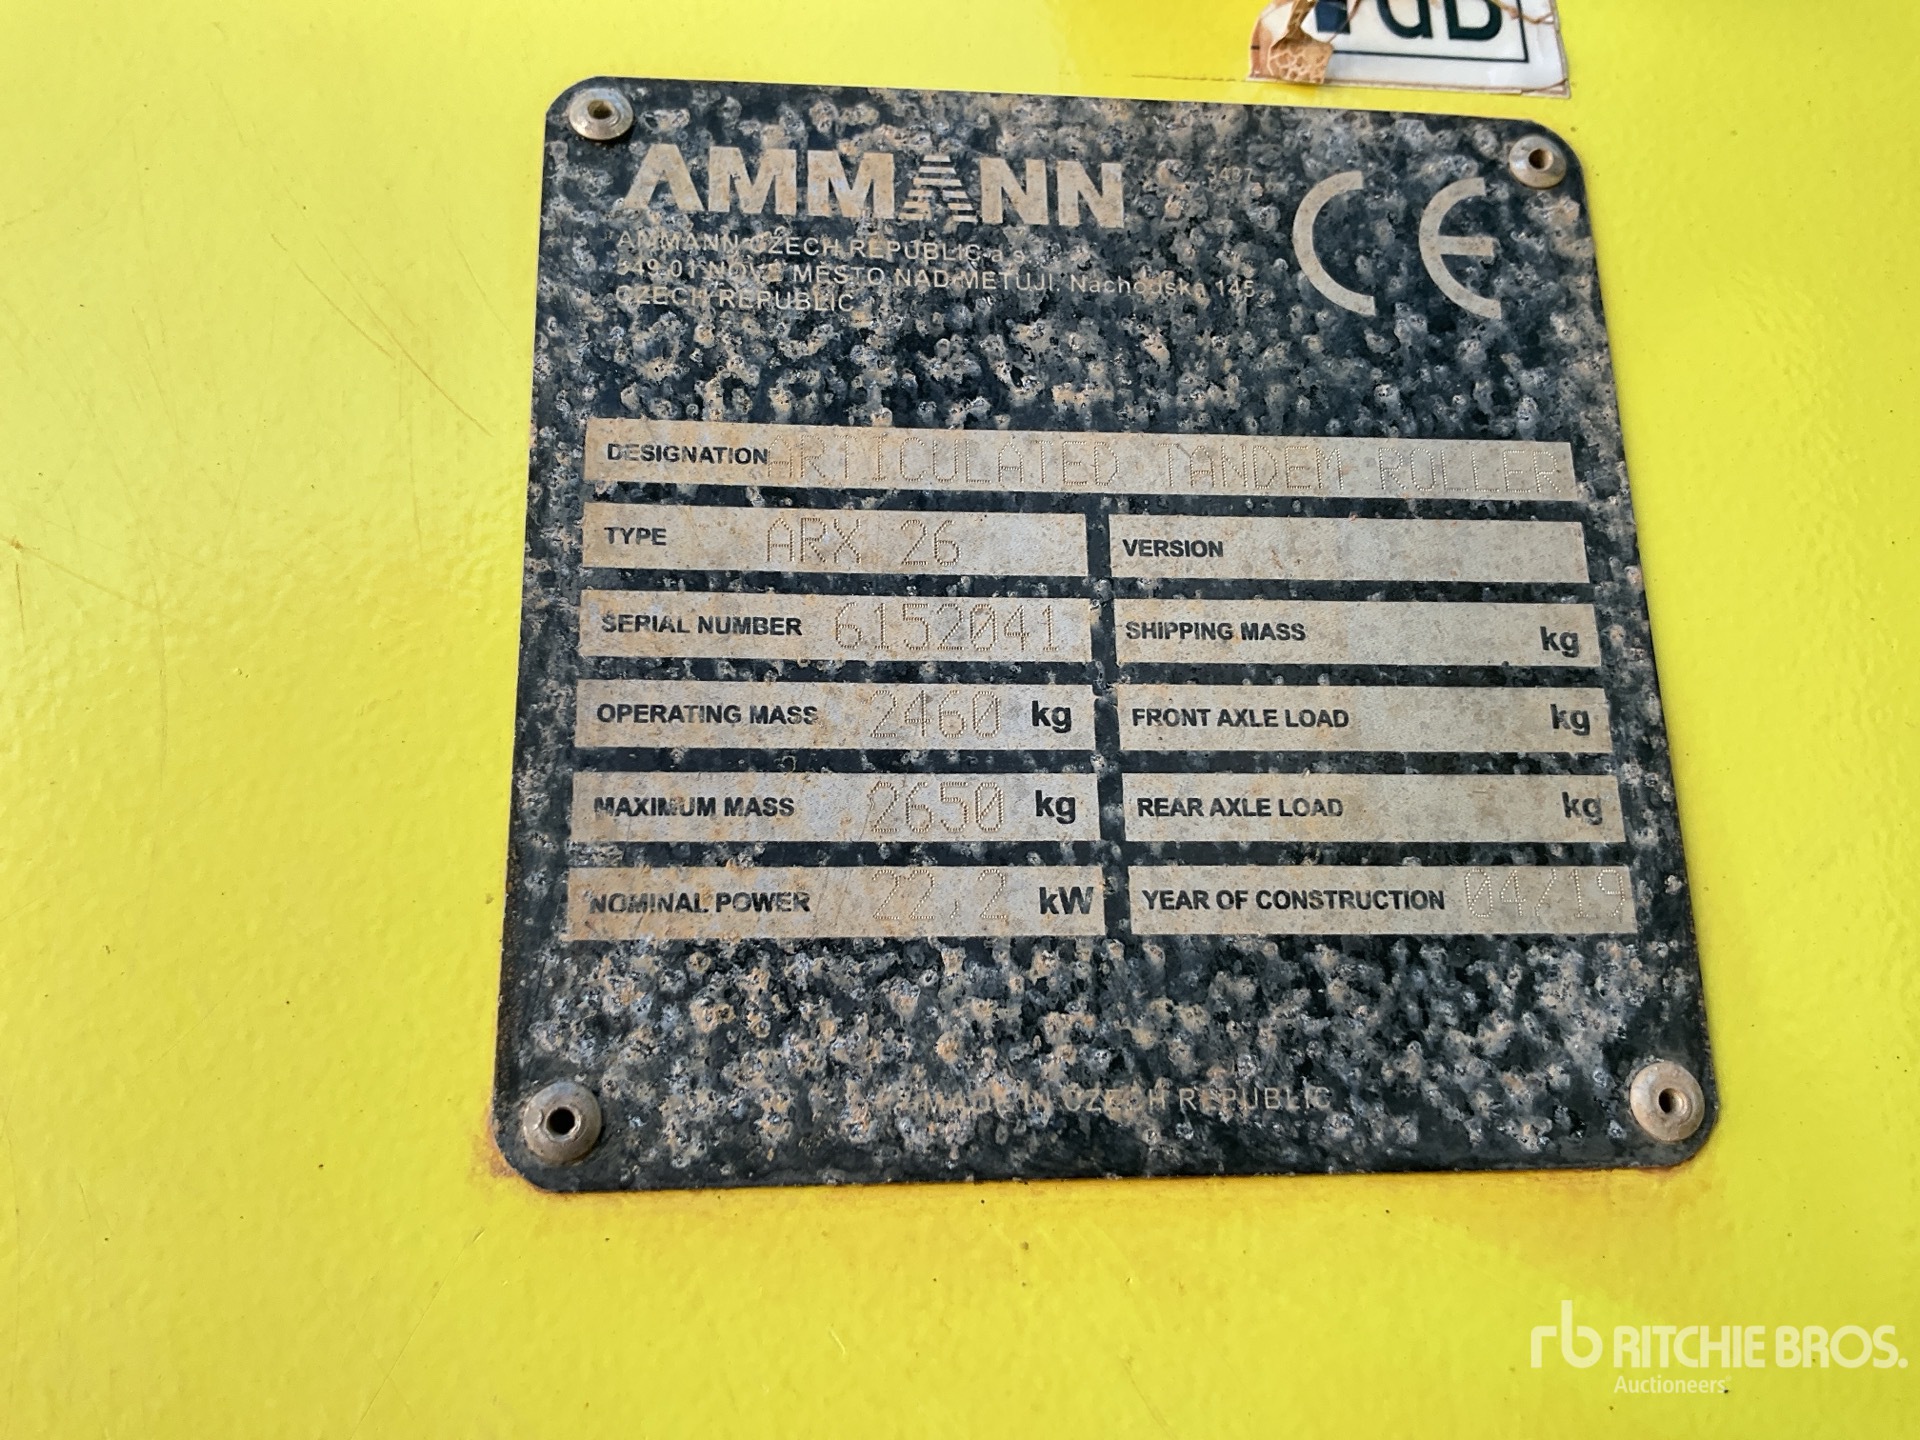 dB
AMMANN
CE
AMMANN CZECH REPUBLIC a.s.
549 01 NOVÉ MĚSTO NAD METUJÍ, Náchodská 145
CZECH REPUBLIC
DESIGNATION ARTICULATED TANDEM ROLLER
TYPE ARX 26 VERSION
SERIAL NUMBER 6152041 SHIPPING MASS kg
OPERATING MASS 2460 kg FRONT AXLE LOAD kg
MAXIMUM MASS 2650 kg REAR AXLE LOAD kg
NOMINAL POWER 22,2 kW YEAR OF CONSTRUCTION 04/19
MADE IN CZECH REPUBLIC
rb RITCHIE BROS.
Auctioneers